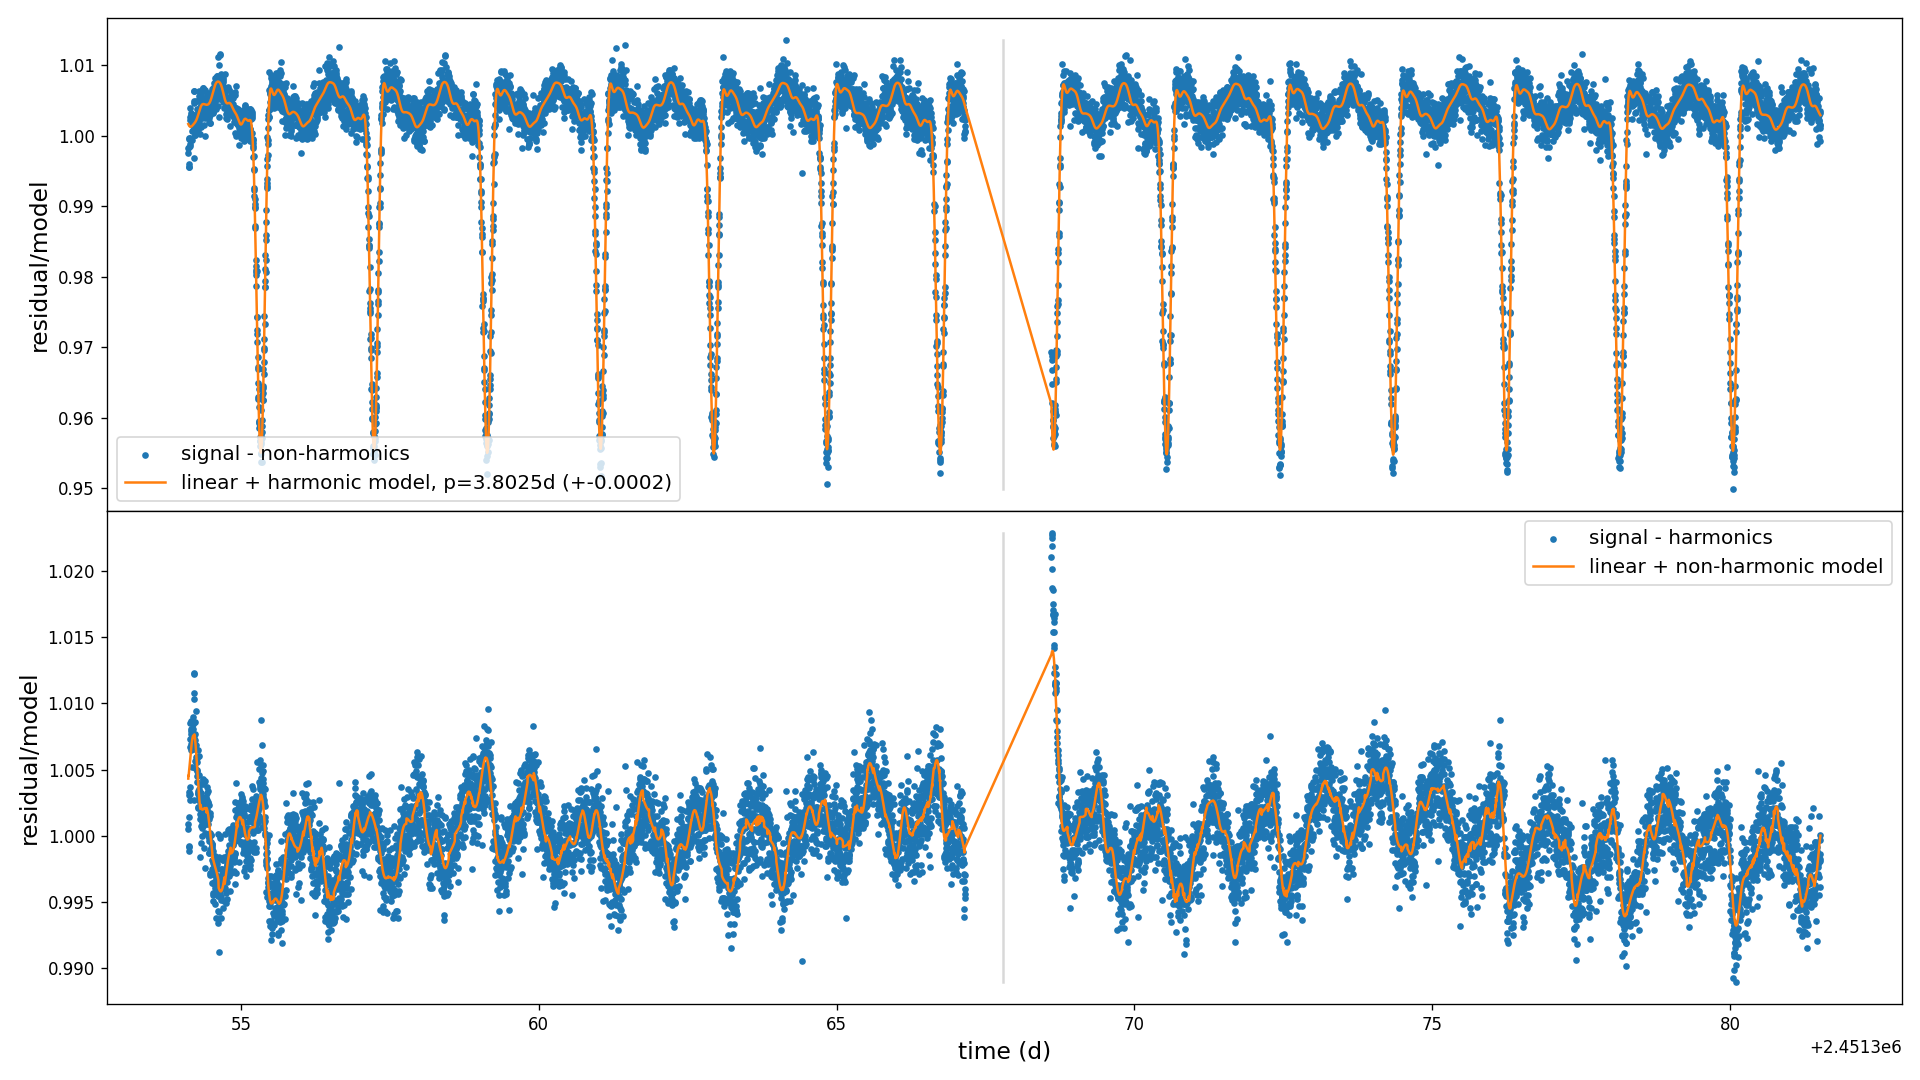 residual/model
1.01
1.00
0.99
0.98
0.97
0.96
0.95
signal - non-harmonics
linear + harmonic model, p=3.8025d (+-0.0002)
residual/model
1.020
1.015
1.010
1.005
1.000
0.995
0.990
signal - harmonics
linear + non-harmonic model
55
60
65
70
75
80
time (d)
+2.4513e6